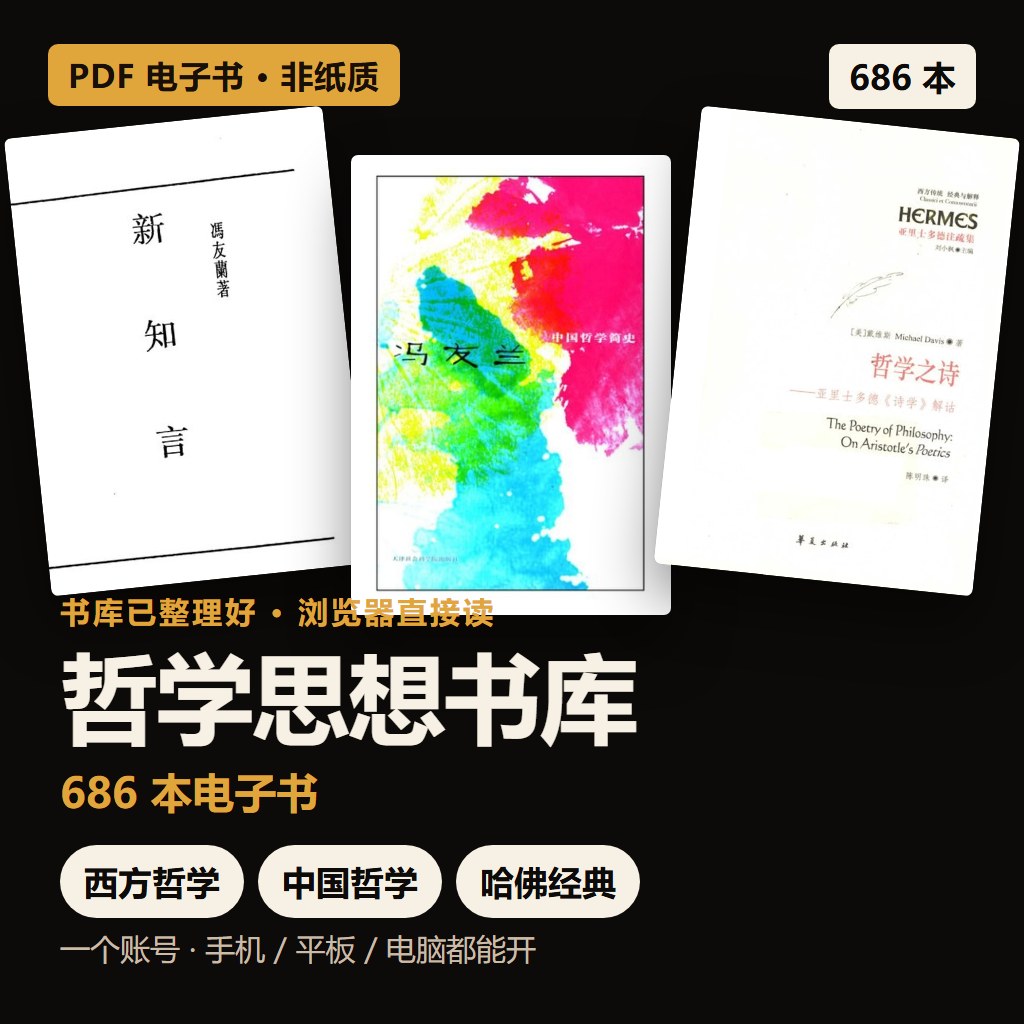 PDF 电子书·非纸质
686 本
新知言
馮友蘭著
冯友兰
中国哲学简史
西方传统 经典与解释
Classici et Commentarii
HERMES
亚里士多德注疏集
刘小枫◉主编
[美]戴维斯 Michael Davis ◉ 著
哲学之诗
——亚里士多德《诗学》解诂
The Poetry of Philosophy:
On Aristotle's Poetics
陈明珠 ◉ 译
华夏出版社
书库已整理好 · 浏览器直接读
哲学思想书库
686 本电子书
西方哲学 中国哲学 哈佛经典
一个账号 · 手机 / 平板 / 电脑都能开